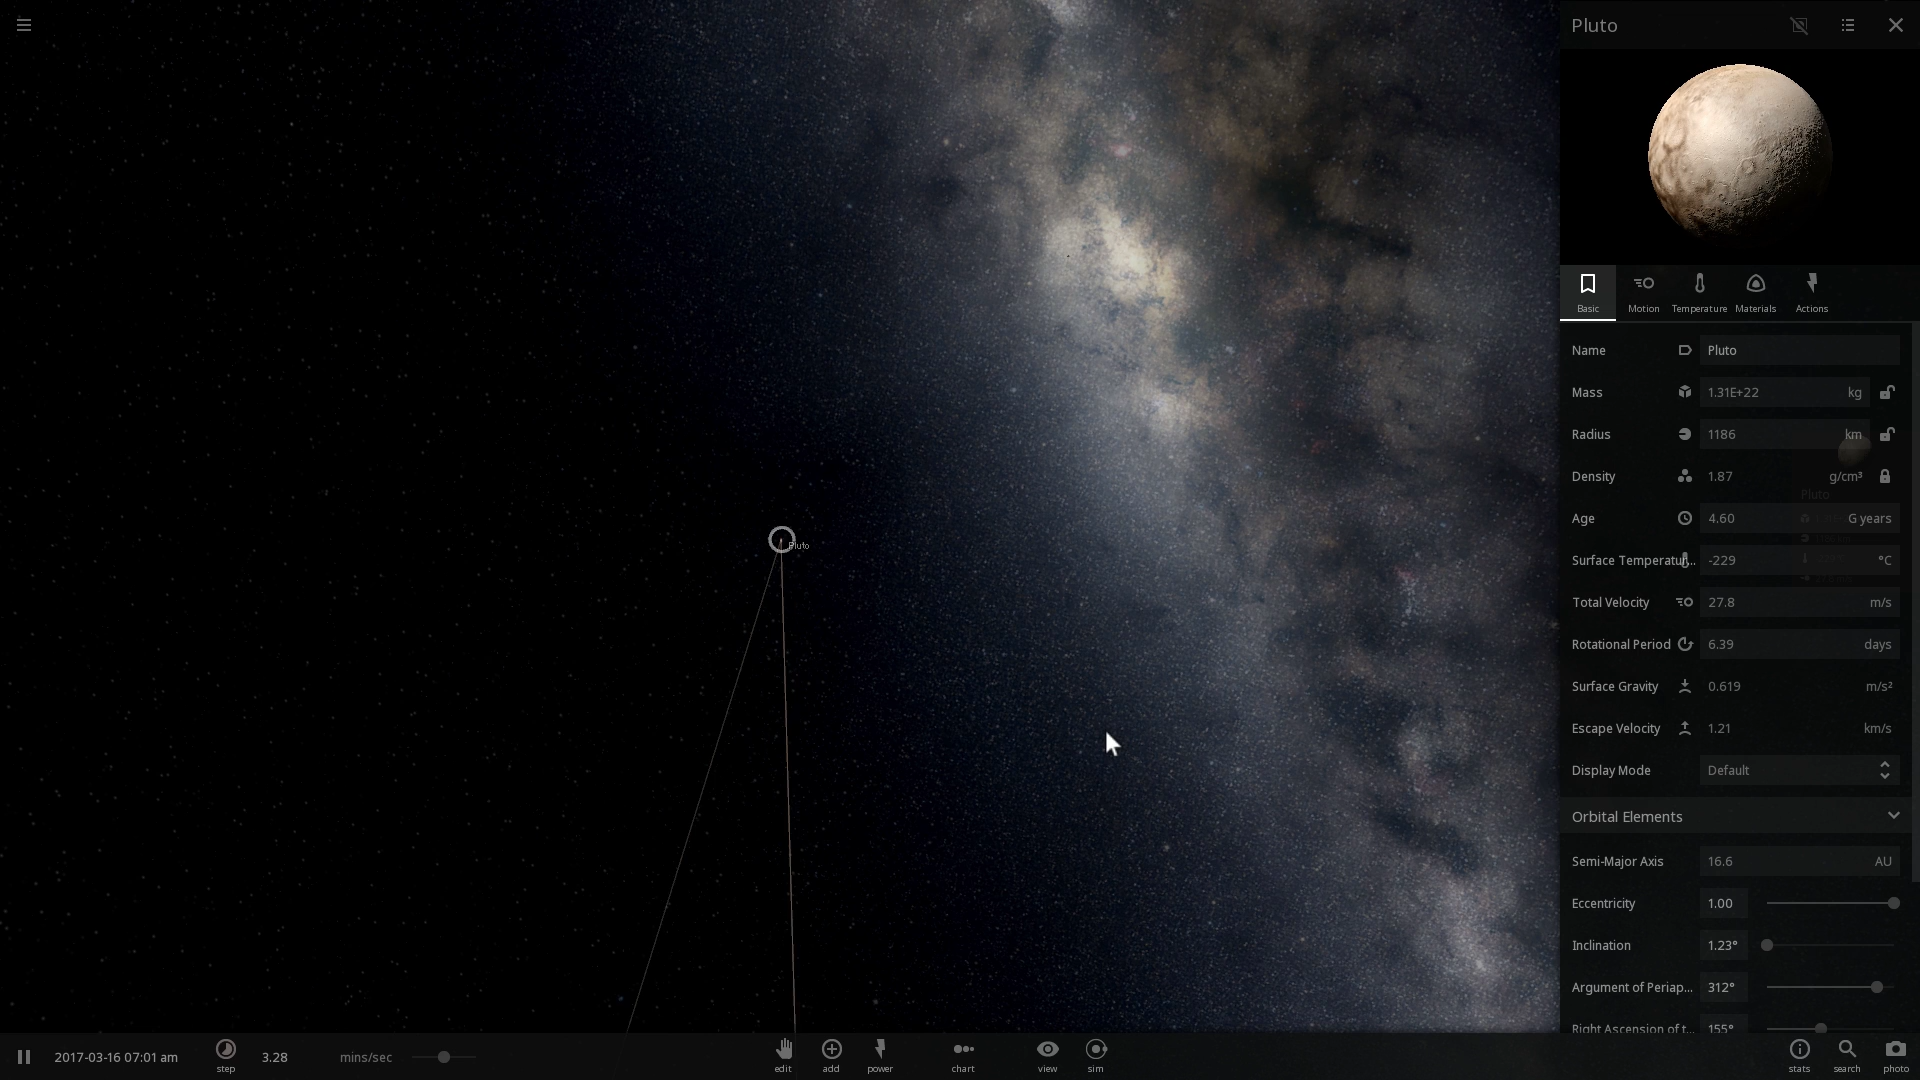 Pluto
Basic
Motion
Temperature
Materials
Actions
Name Pluto
Mass 1.31E+22 kg
Radius 1186 km
Density 1.87 g/cm³
Pluto
Age 4.60 G years
Pluto
Surface Temperatur... -229 °C
Total Velocity 27.8 m/s
Rotational Period 6.39 days
Surface Gravity 0.619 m/s²
Escape Velocity 1.21 km/s
Display Mode Default
Orbital Elements
Semi-Major Axis 16.6 AU
Eccentricity 1.00
Inclination 1.23°
Argument of Periap... 312°
Right Ascension of t... 155°
2017-03-16 07:01 am
step
3.28
mins/sec
edit
add
power
chart
view
sim
stats
search
photo